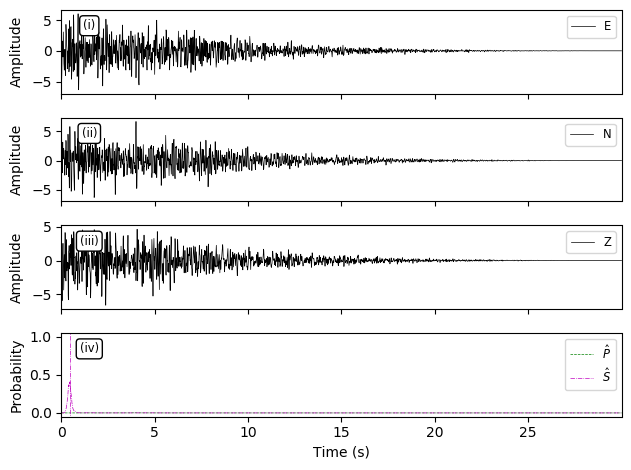 Amplitude
5
0
−5
(i)
E
Amplitude
5
0
−5
(ii)
N
Amplitude
5
0
−5
(iii)
Z
Probability
1.0
0.5
0.0
(iv)
P̂
Ŝ
0 5 10 15 20 25
Time (s)